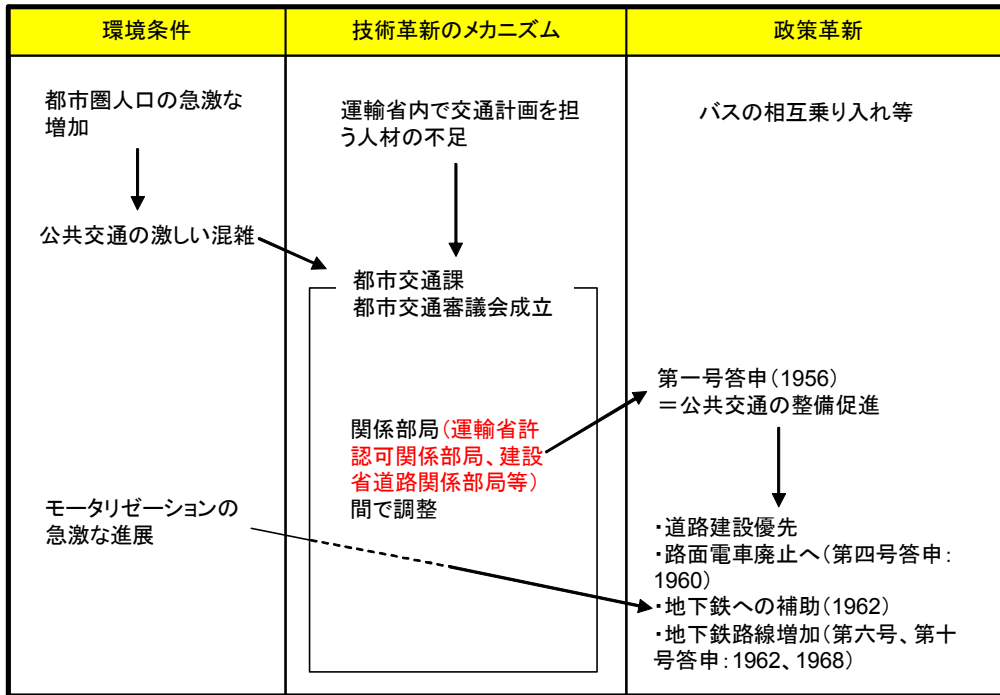 環境条件
技術革新のメカニズム
政策革新
都市圏人口の急激な
増加
公共交通の激しい混雑
モータリゼーションの
急激な進展
運輸省内で交通計画を担
う人材の不足
都市交通課
都市交通審議会成立
関係部局(運輸省許
認可関係部局、建設
省道路関係部局等)
間で調整
バスの相互乗り入れ等
第一号答申(1956)
=公共交通の整備促進
・道路建設優先
・路面電車廃止へ(第四号答申:
1960)
・地下鉄への補助(1962)
・地下鉄路線増加(第六号、第十
号答申:1962、1968)